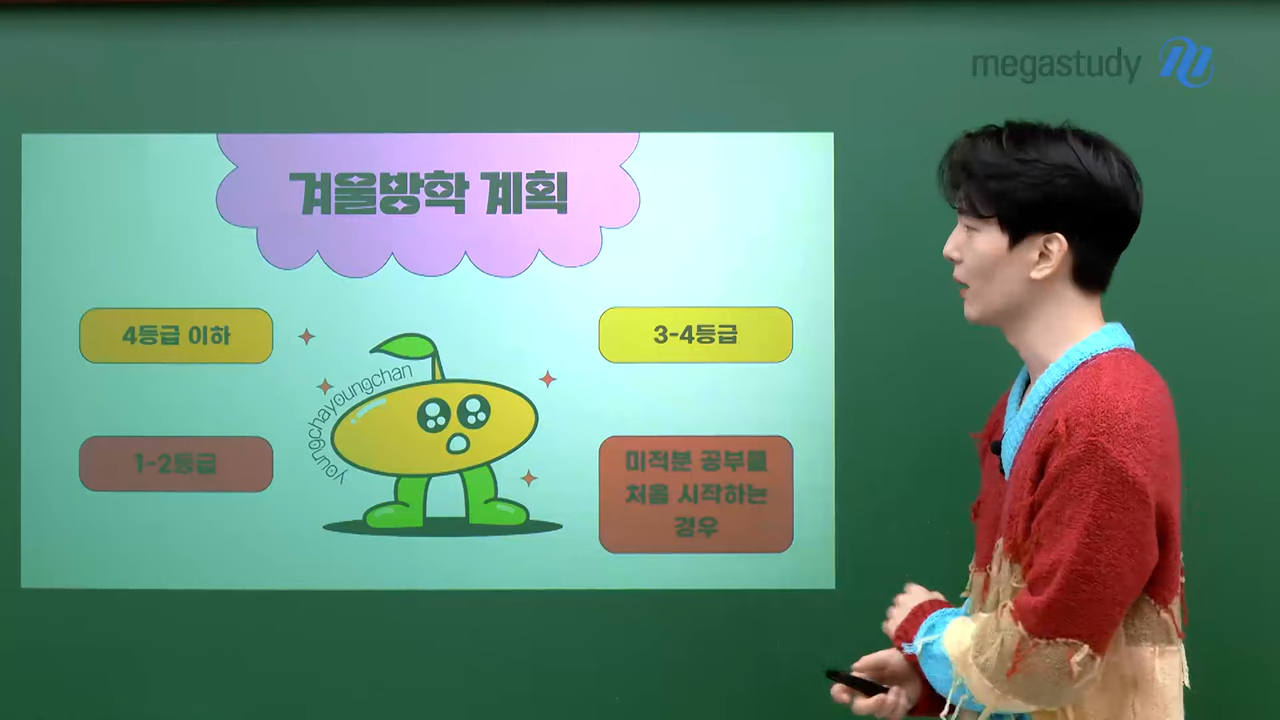 megastudy
겨울방학 계획
4등급 이하
3-4등급
youngchayoungchan
1-2등급
미적분 공부를
처음 시작하는
경우